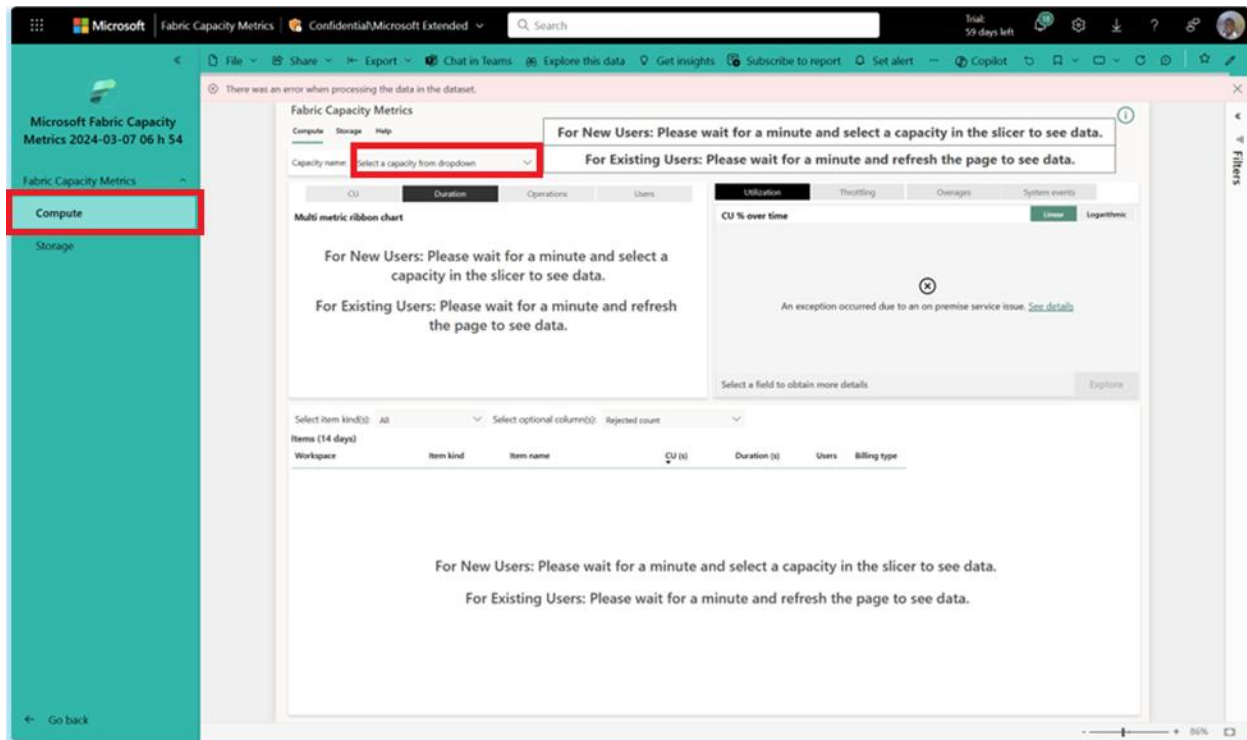 Microsoft Fabric Capacity Metrics Confidential\Microsoft Extended Search Trial:
59 days left
File Share Export Chat in Teams Explore this data Get insights Subscribe to report Set alert Copilot
There was an error when processing the data in the dataset.
Microsoft Fabric Capacity
Metrics 2024-03-07 06 h 54
Fabric Capacity Metrics
Compute
Storage
Go back
Fabric Capacity Metrics
Compute Storage Help
For New Users: Please wait for a minute and select a capacity in the slicer to see data.
For Existing Users: Please wait for a minute and refresh the page to see data.
Capacity name: Select a capacity from dropdown
CU Duration Operations Users
Multi metric ribbon chart
For New Users: Please wait for a minute and select a
capacity in the slicer to see data.
For Existing Users: Please wait for a minute and refresh
the page to see data.
Utilization Throttling Overages System events
CU % over time Linear Logarithmic
An exception occurred due to an on premise service issue. See details
Select a field to obtain more details Explore
Select item kind(s): All Select optional column(s): Rejected count
Items (14 days)
Workspace Item kind Item name CU (s) Duration (s) Users Billing type
For New Users: Please wait for a minute and select a capacity in the slicer to see data.
For Existing Users: Please wait for a minute and refresh the page to see data.
Filters
86%